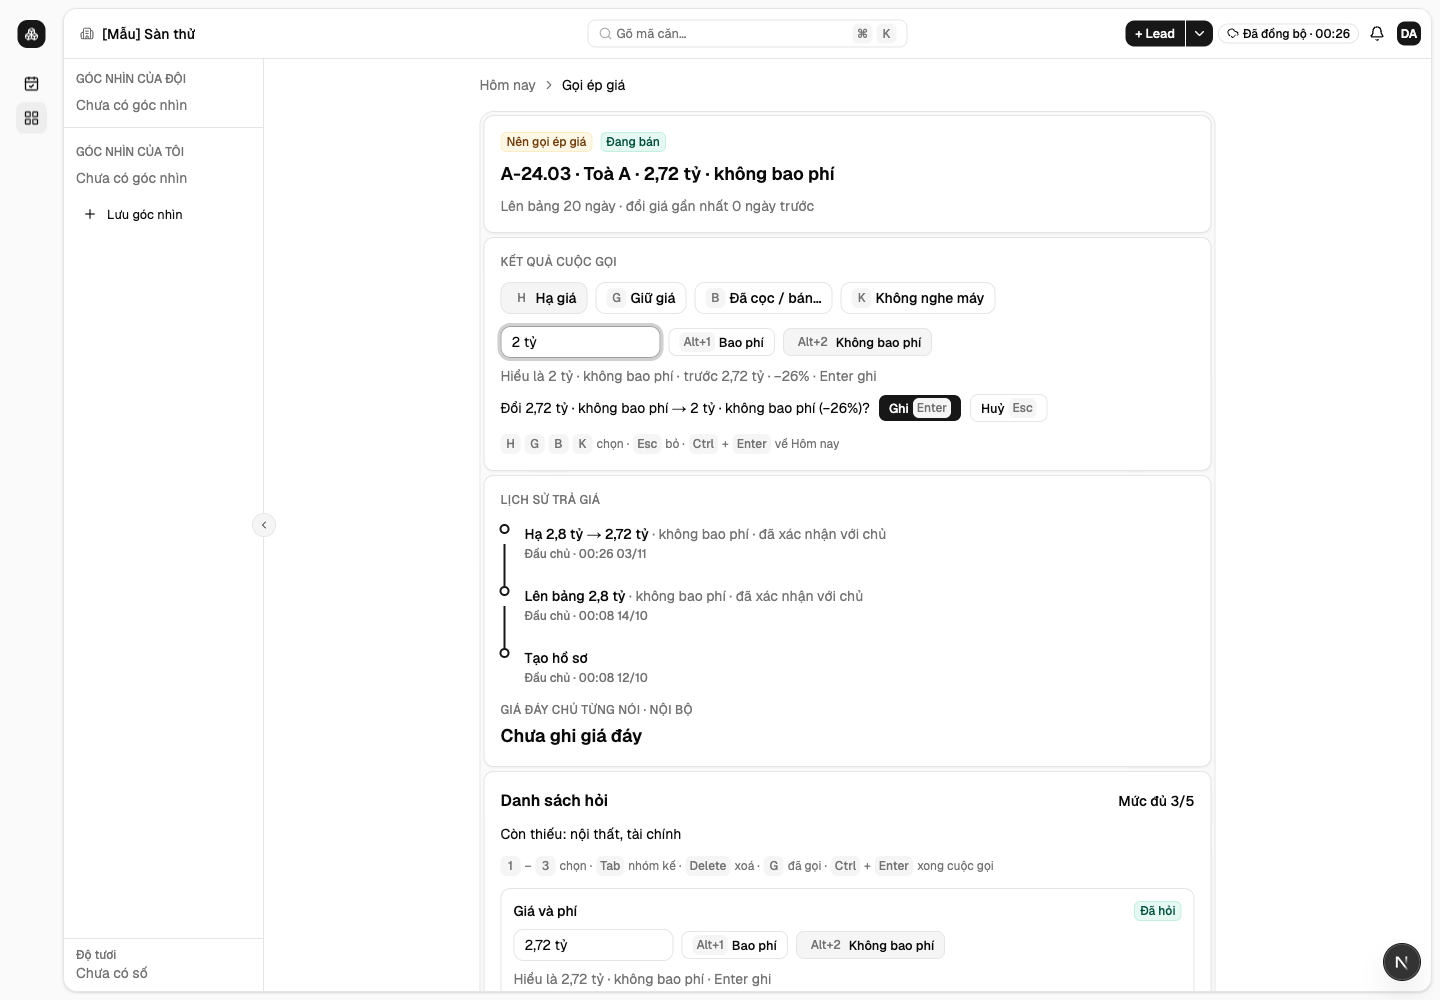 [Mẫu] Sàn thử
Gõ mã căn…
⌘ K
+ Lead
Đã đồng bộ · 00:26
DA
GÓC NHÌN CỦA ĐỘI
Chưa có góc nhìn
GÓC NHÌN CỦA TÔI
Chưa có góc nhìn
+ Lưu góc nhìn
Độ tươi
Chưa có số
Hôm nay > Gọi ép giá
Nên gọi ép giá Đang bán
A-24.03 · Toà A · 2,72 tỷ · không bao phí
Lên bảng 20 ngày · đổi giá gần nhất 0 ngày trước
KẾT QUẢ CUỘC GỌI
H Hạ giá G Giữ giá B Đã cọc / bán… K Không nghe máy
2 tỷ Alt+1 Bao phí Alt+2 Không bao phí
Hiểu là 2 tỷ · không bao phí · trước 2,72 tỷ · −26% · Enter ghi
Đổi 2,72 tỷ · không bao phí → 2 tỷ · không bao phí (−26%)? Ghi Enter Huỷ Esc
H G B K chọn · Esc bỏ · Ctrl + Enter về Hôm nay
LỊCH SỬ TRẢ GIÁ
Hạ 2,8 tỷ → 2,72 tỷ · không bao phí · đã xác nhận với chủ
Đầu chủ · 00:26 03/11
Lên bảng 2,8 tỷ · không bao phí · đã xác nhận với chủ
Đầu chủ · 00:08 14/10
Tạo hồ sơ
Đầu chủ · 00:08 12/10
GIÁ ĐÁY CHỦ TỪNG NÓI · NỘI BỘ
Chưa ghi giá đáy
Danh sách hỏi Mức đủ 3/5
Còn thiếu: nội thất, tài chính
1 – 3 chọn · Tab nhóm kế · Delete xoá · G đã gọi · Ctrl + Enter xong cuộc gọi
Giá và phí Đã hỏi
2,72 tỷ Alt+1 Bao phí Alt+2 Không bao phí
Hiểu là 2,72 tỷ · không bao phí · Enter ghi
N